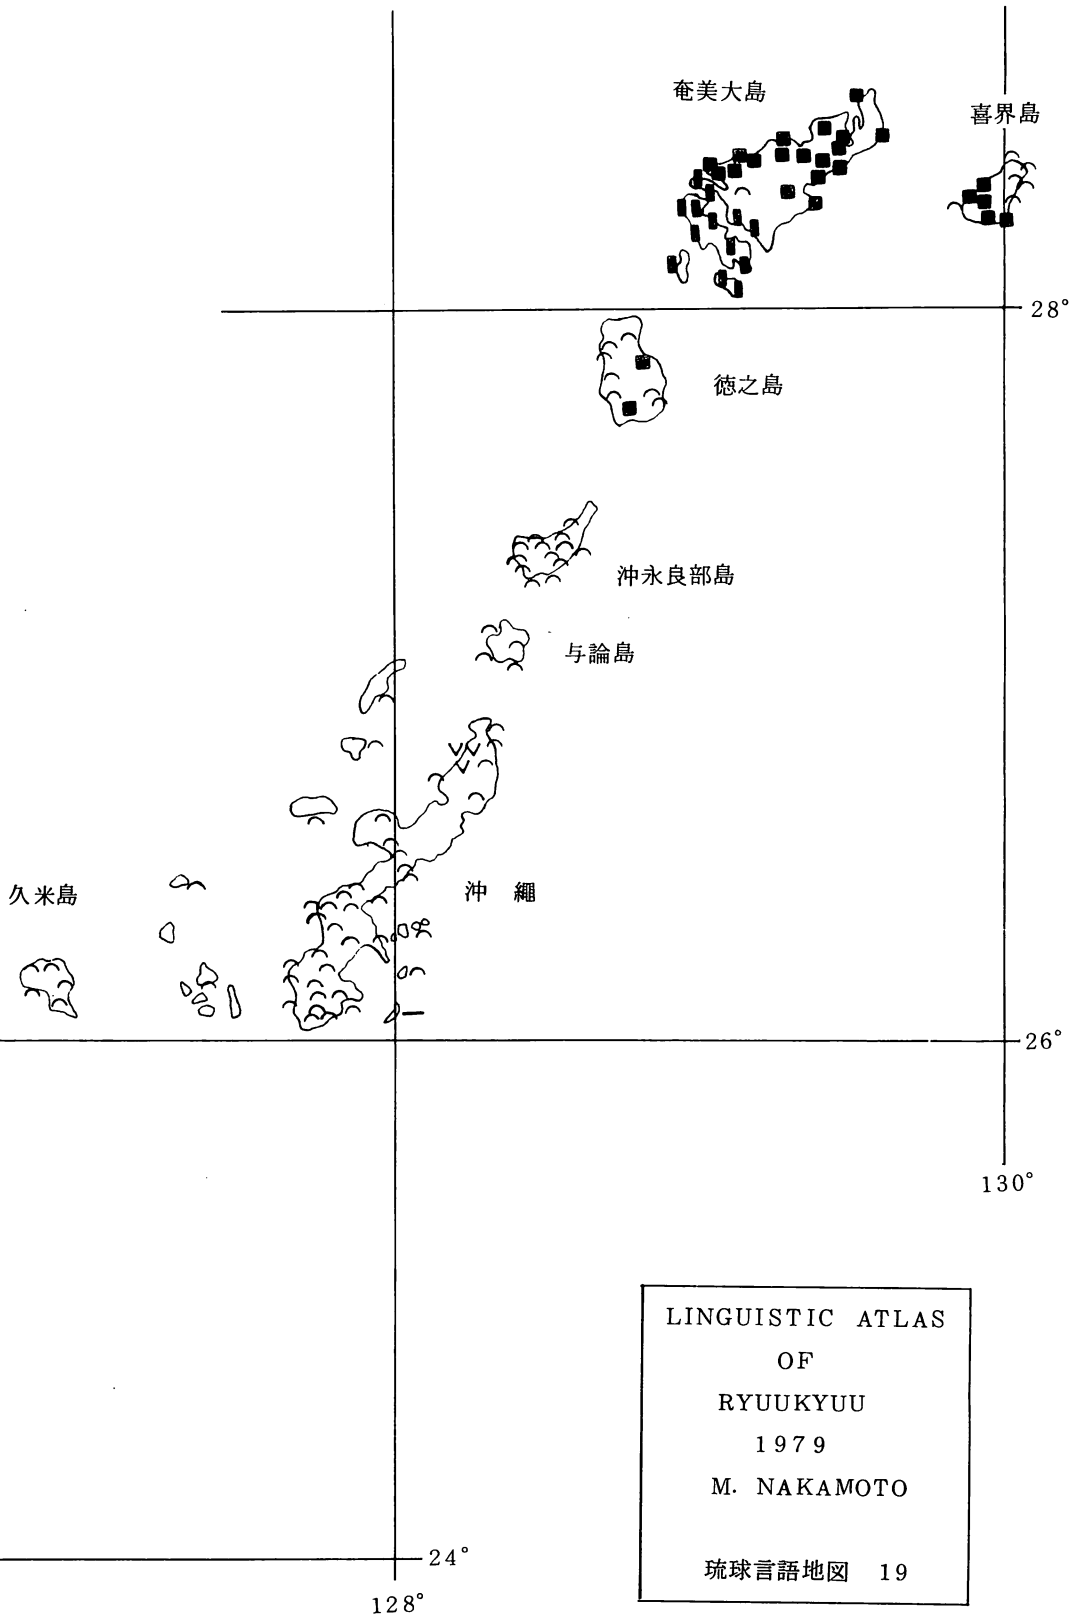 奄美大島
喜界島
28°
徳之島
沖永良部島
与論島
久米島
沖 繩
26°
130°
LINGUISTIC ATLAS
OF
RYUUKYUU
1979
M. NAKAMOTO
琉球言語地図 19
24°
128°